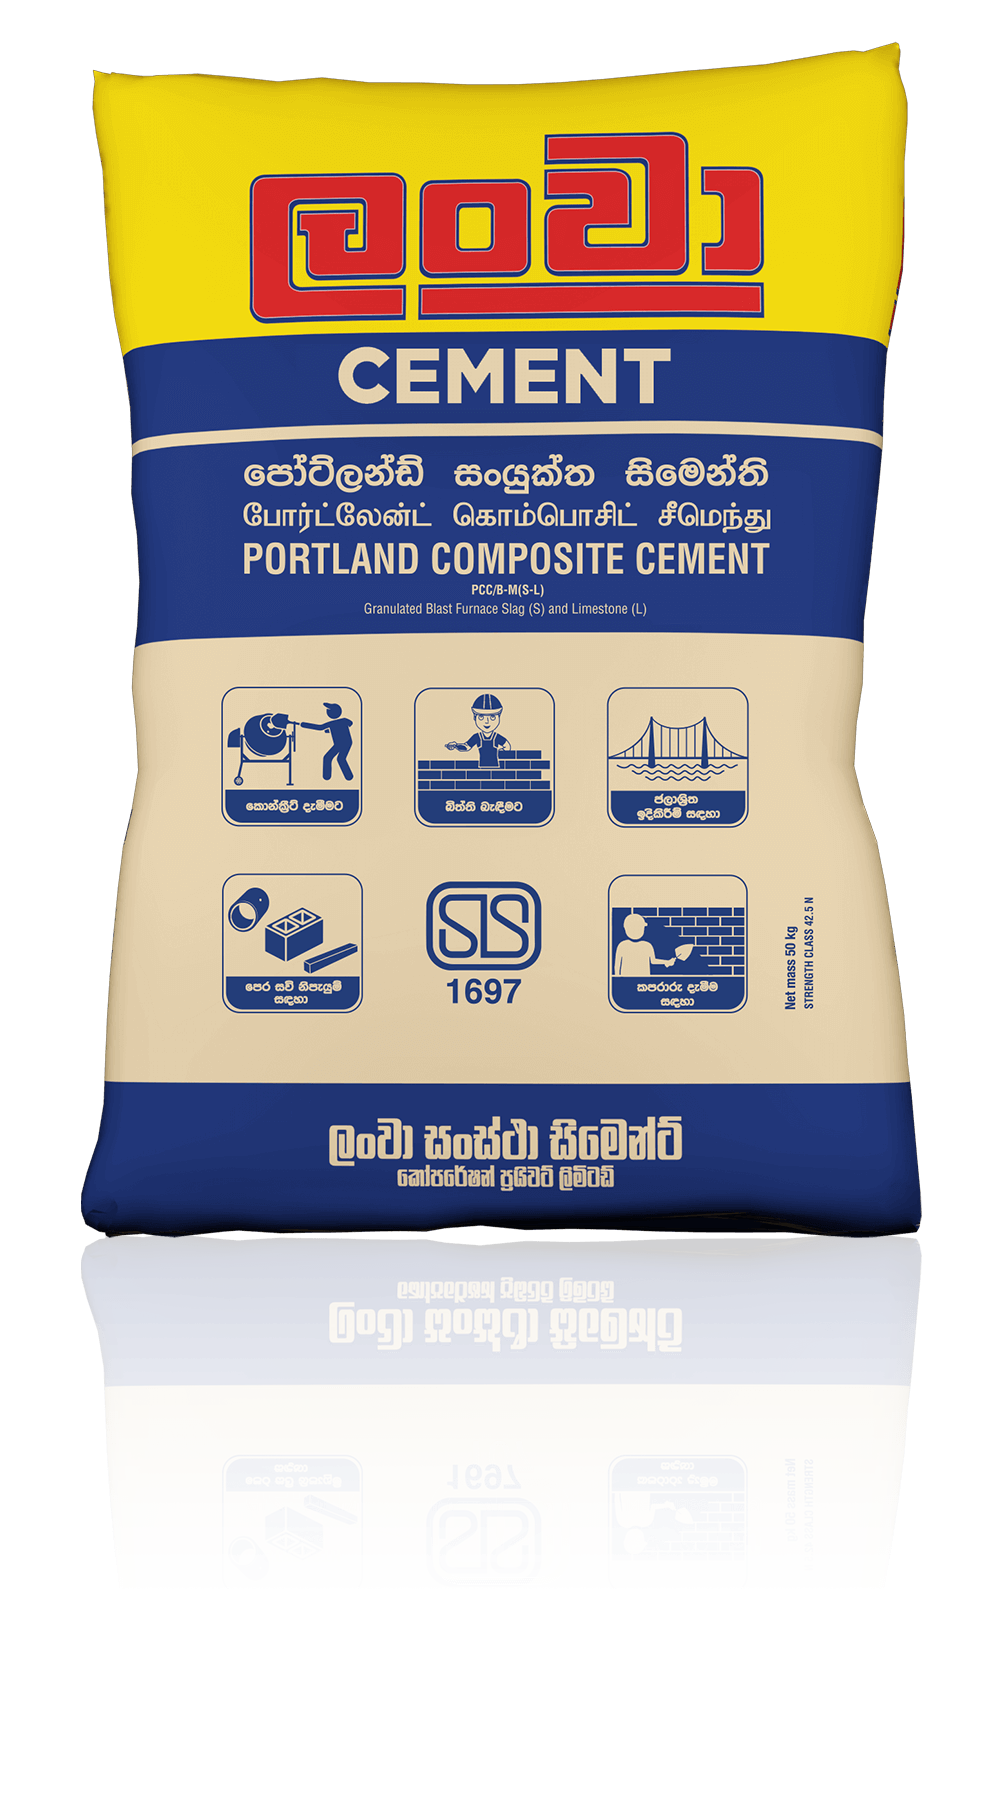 ලංවා
CEMENT
පෝට්ලන්ඩ් සංයුක්ත සිමෙන්ති
போர்ட்லேன்ட் கொம்பொசிட் சீமெந்து
PORTLAND COMPOSITE CEMENT
PCC/B-M(S-L)
Granulated Blast Furnace Slag (S) and Limestone (L)
කොන්ක්‍රීට් දැමීමට
බිත්ති බැඳීමට
ජලාශ්‍රිත
ඉදිකිරීම් සඳහා
පෙර සවි නිපැයුම්
සඳහා
SLS
1697
කපරාරු දැමීම
සඳහා
Net mass 50 kg
STRENGTH CLASS 42.5 N
ලංවා සංස්ථා සිමෙන්ට්
කෝපරේෂන් ප්‍රයිවට් ලිමිටඩ්